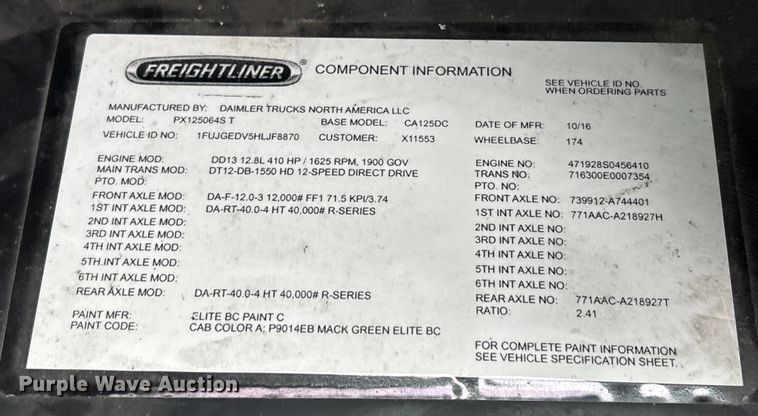 FREIGHTLINER® COMPONENT INFORMATION
SEE VEHICLE ID NO.
WHEN ORDERING PARTS
MANUFACTURED BY: DAIMLER TRUCKS NORTH AMERICA LLC
MODEL: PX125064S T BASE MODEL: CA125DC DATE OF MFR: 10/16
VEHICLE ID NO: 1FUJGEDV5HLJF8870 CUSTOMER: X11553 WHEELBASE: 174
ENGINE MOD: DD13 12.8L 410 HP / 1625 RPM, 1900 GOV ENGINE NO: 471928S0456410
MAIN TRANS MOD: DT12-DB-1550 HD 12-SPEED DIRECT DRIVE TRANS NO: 716300E0007354
PTO. MOD: PTO. NO:
FRONT AXLE MOD: DA-F-12.0-3 12,000# FF1 71.5 KPI/3.74 FRONT AXLE NO: 739912-A744401
1ST INT AXLE MOD: DA-RT-40.0-4 HT 40,000# R-SERIES 1ST INT AXLE NO: 771AAC-A218927H
2ND INT AXLE MOD: 2ND INT AXLE NO:
3RD INT AXLE MOD: 3RD INT AXLE NO:
4TH INT AXLE MOD: 4TH INT AXLE NO:
5TH INT AXLE MOD: 5TH INT AXLE NO:
6TH INT AXLE MOD: 6TH INT AXLE NO:
REAR AXLE MOD: DA-RT-40.0-4 HT 40,000# R-SERIES REAR AXLE NO: 771AAC-A218927T
PAINT MFR: ELITE BC PAINT C RATIO: 2.41
PAINT CODE: CAB COLOR A; P9014EB MACK GREEN ELITE BC
FOR COMPLETE PAINT INFORMATION
SEE VEHICLE SPECIFICATION SHEET.
Purple Wave Auction